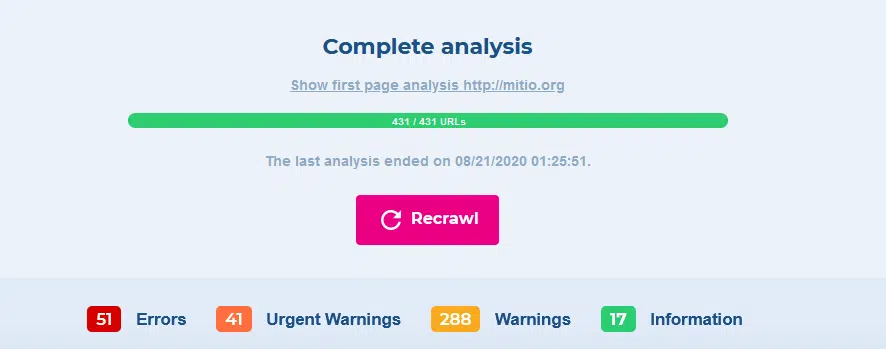 Complete analysis
Show first page analysis http://mitio.org
431 / 431 URLs
The last analysis ended on 08/21/2020 01:25:51.
Recrawl
51 Errors 41 Urgent Warnings 288 Warnings 17 Information